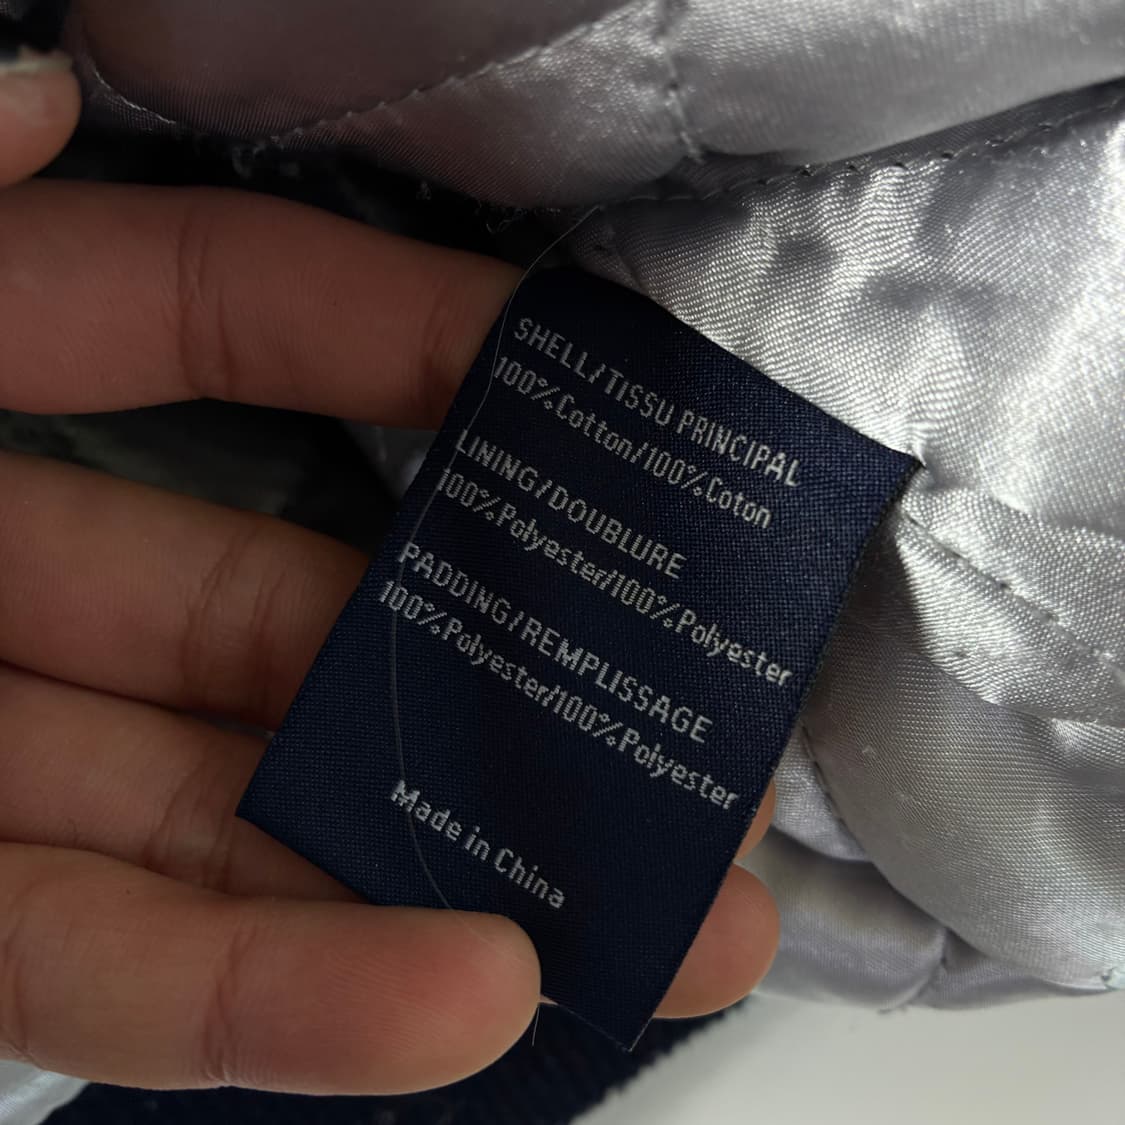 SHELL/TISSU PRINCIPAL
100%Cotton/100%Coton
LINING/DOUBLURE
100%Polyester/100%Polyester
PADDING/REMPLISSAGE
100%Polyester/100%Polyester
Made in China